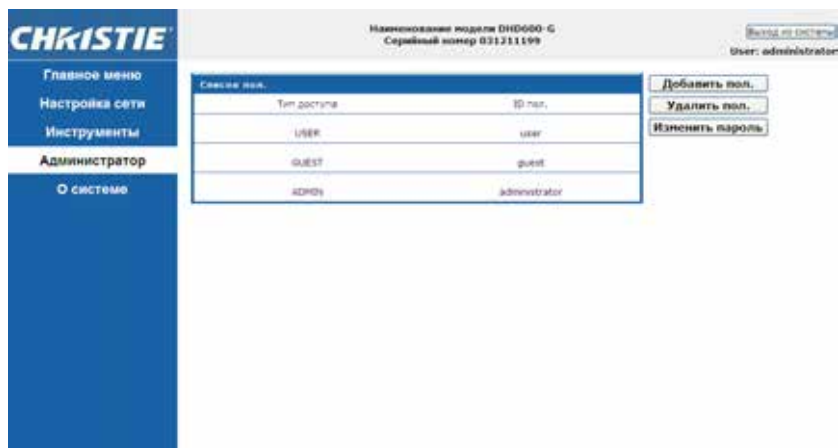 CHRISTIE
Наименование модели DHD600-G
Серийный номер 031211199
Выход из системы
User: administrator
Главное меню
Настройка сети
Инструменты
Администратор
О системе
Список пол.
Тип доступа ID пол.
USER user
GUEST guest
ADMIN administrator
Добавить пол.
Удалить пол.
Изменить пароль